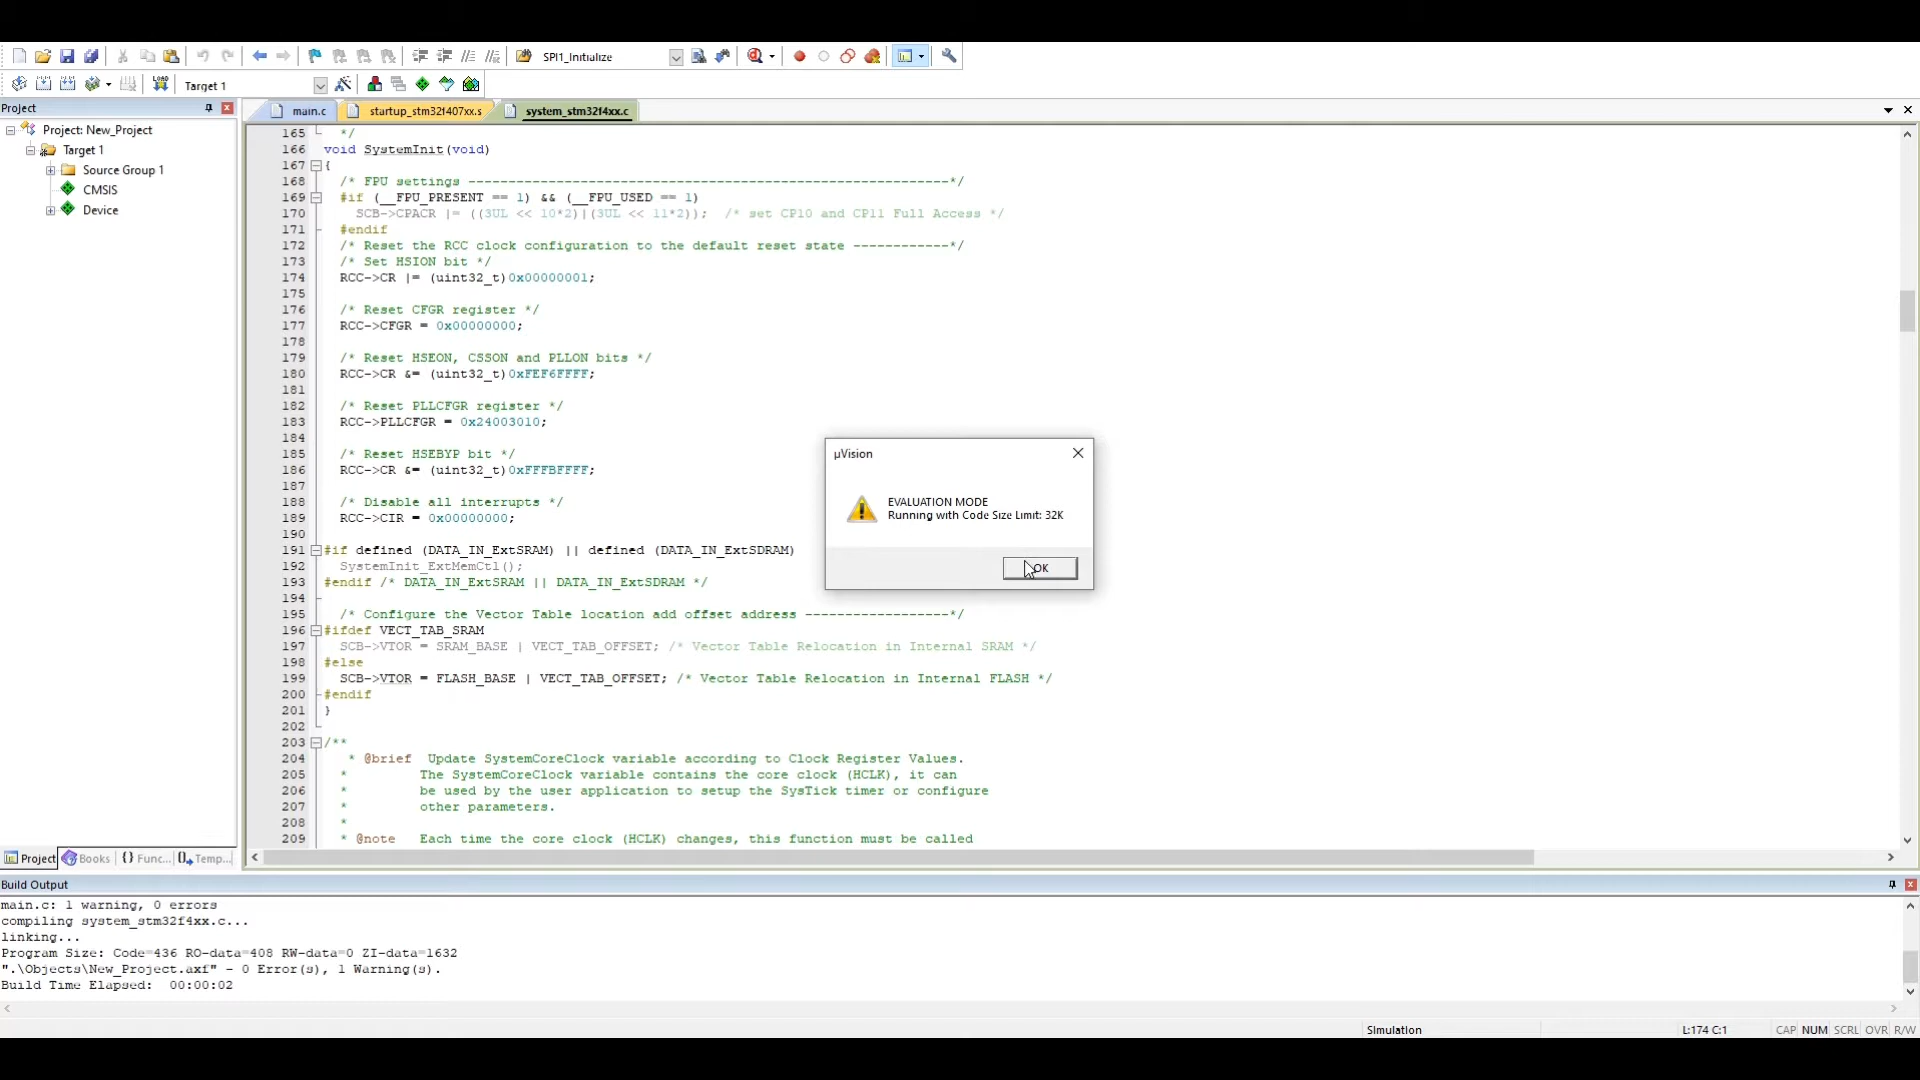 SPI1_Initialize
Target 1
Project
main.c
startup_stm32f407xx.s
system_stm32f4xx.c
Project: New_Project
Target 1
Source Group 1
CMSIS
Device
165 */
166 void SystemInit(void)
167 {
168 /* FPU settings ------------------------------------------------------------*/
169 #if (__FPU_PRESENT == 1) && (__FPU_USED == 1)
170 SCB->CPACR |= ((3UL << 10*2)|(3UL << 11*2)); /* set CP10 and CP11 Full Access */
171 #endif
172 /* Reset the RCC clock configuration to the default reset state ------------*/
173 /* Set HSION bit */
174 RCC->CR |= (uint32_t)0x00000001;
175
176 /* Reset CFGR register */
177 RCC->CFGR = 0x00000000;
178
179 /* Reset HSEON, CSSON and PLLON bits */
180 RCC->CR &= (uint32_t)0xFEF6FFFF;
181
182 /* Reset PLLCFGR register */
183 RCC->PLLCFGR = 0x24003010;
184
185 /* Reset HSEBYP bit */
186 RCC->CR &= (uint32_t)0xFFFBFFFF;
187
188 /* Disable all interrupts */
189 RCC->CIR = 0x00000000;
190
191 #if defined (DATA_IN_ExtSRAM) || defined (DATA_IN_ExtSDRAM)
192 SystemInit_ExtMemCtl();
193 #endif /* DATA_IN_ExtSRAM || DATA_IN_ExtSDRAM */
194
195 /* Configure the Vector Table location add offset address ------------------*/
196 #ifdef VECT_TAB_SRAM
197 SCB->VTOR = SRAM_BASE | VECT_TAB_OFFSET; /* Vector Table Relocation in Internal SRAM */
198 #else
199 SCB->VTOR = FLASH_BASE | VECT_TAB_OFFSET; /* Vector Table Relocation in Internal FLASH */
200 #endif
201 }
202
203 /**
204 * @brief Update SystemCoreClock variable according to Clock Register Values.
205 * The SystemCoreClock variable contains the core clock (HCLK), it can
206 * be used by the user application to setup the SysTick timer or configure
207 * other parameters.
208 *
209 * @note Each time the core clock (HCLK) changes, this function must be called
µVision
EVALUATION MODE
Running with Code Size Limit: 32K
OK
Project
Books
{} Func...
Temp...
Build Output
main.c: 1 warning, 0 errors
compiling system_stm32f4xx.c...
linking...
Program Size: Code=436 RO-data=408 RW-data=0 ZI-data=1632
".\Objects\New_Project.axf" - 0 Error(s), 1 Warning(s).
Build Time Elapsed: 00:00:02
Simulation
L:174 C:1
CAP NUM SCRL OVR R/W